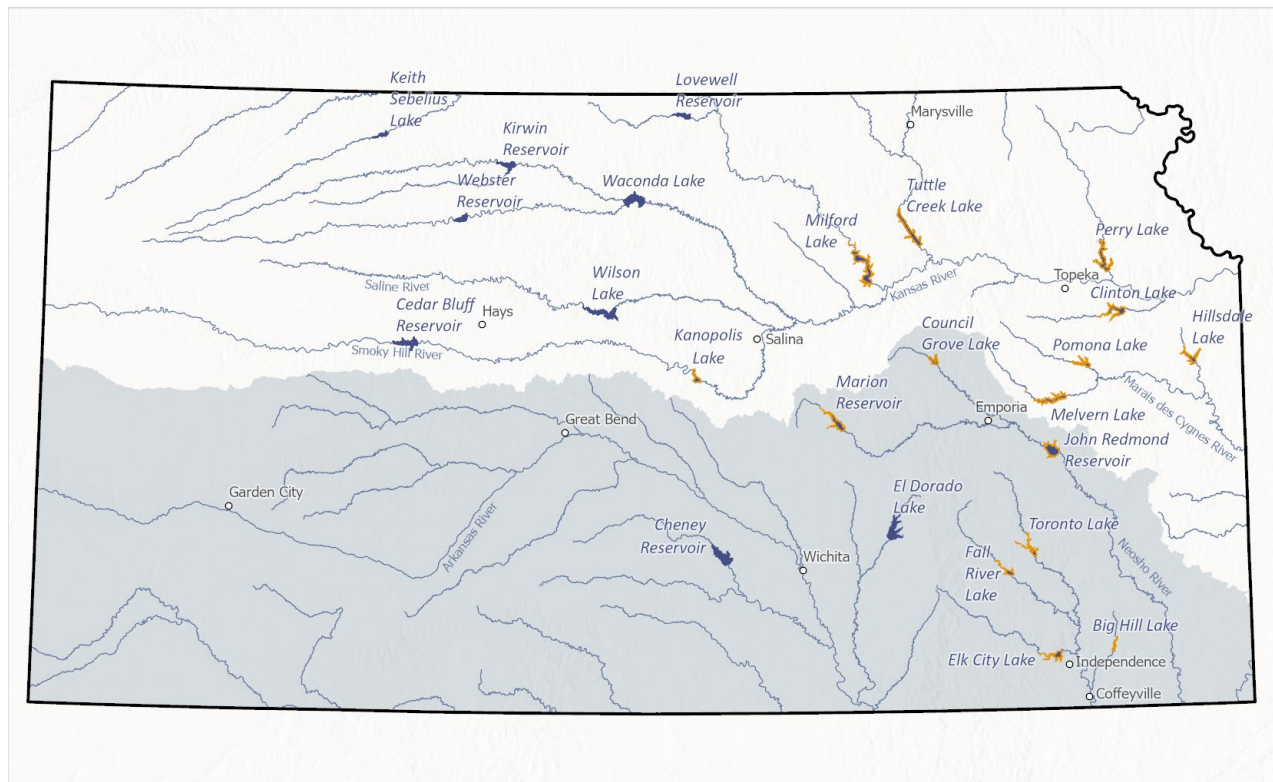 Keith
Sebelius
Lake
Lovewell
Reservoir
Marysville
Kirwin
Reservoir
Webster
Reservoir
Waconda Lake
Tuttle
Creek Lake
Milford
Lake
Perry Lake
Topeka
Kansas River
Wilson
Lake
Saline River
Cedar Bluff
Reservoir
Hays
Clinton Lake
Hillsdale
Lake
Council
Grove Lake
Kanopolis
Lake
Salina
Smoky Hill River
Pomona Lake
Marion
Reservoir
Marais des Cygnes River
Emporia
Melvern Lake
Great Bend
John Redmond
Reservoir
Garden City
El Dorado
Lake
Arkansas River
Cheney
Reservoir
Toronto Lake
Wichita
Fall
River
Lake
Neosho River
Big Hill Lake
Elk City Lake
Independence
Coffeyville